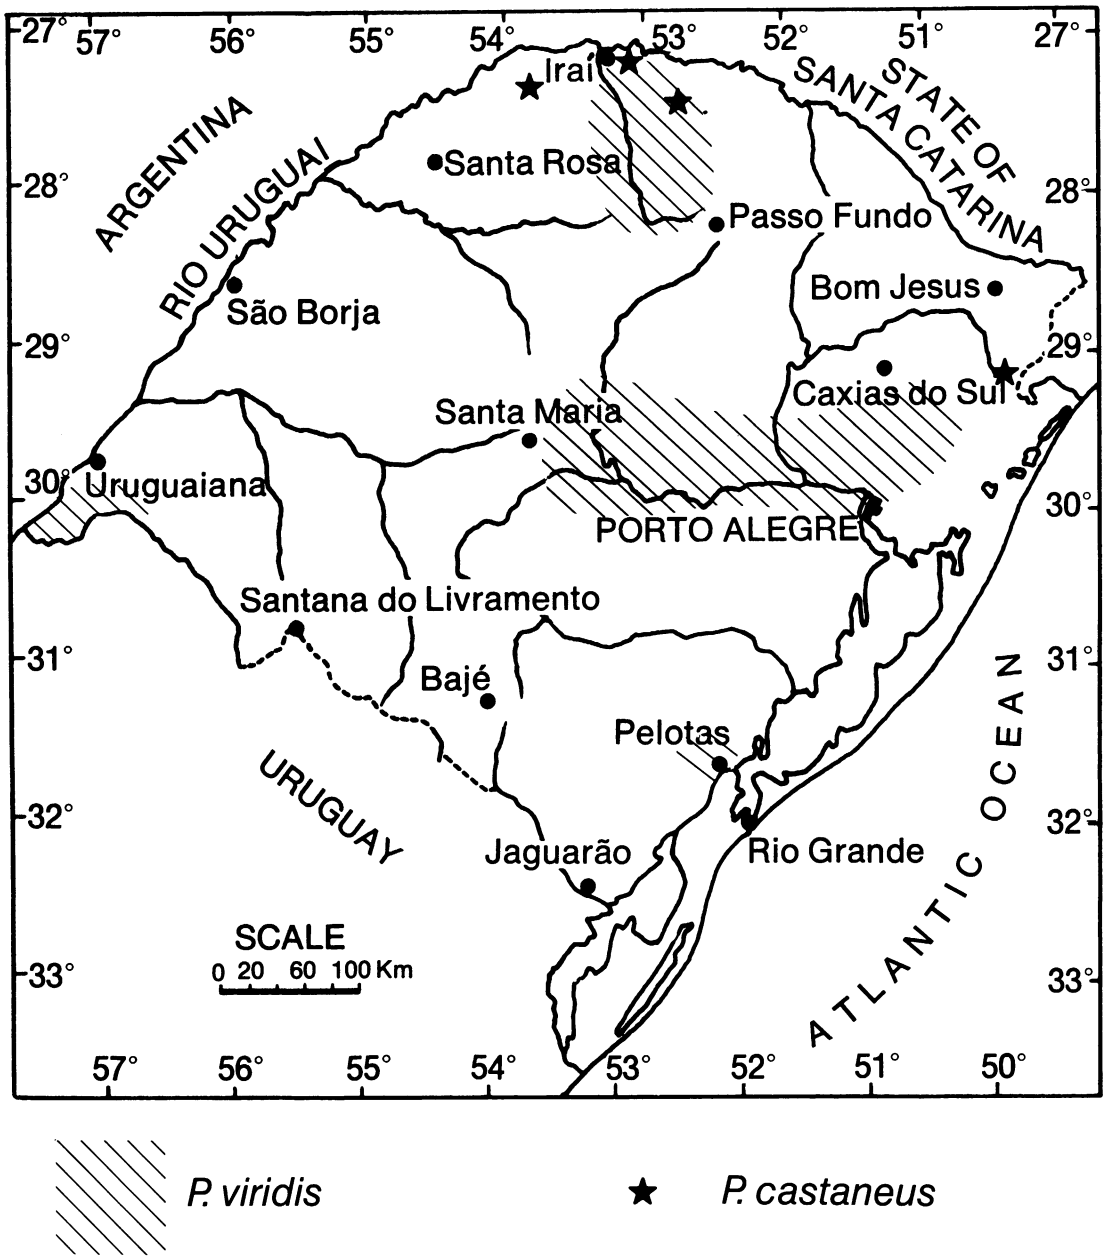 27°
57°
56°
55°
54°
53°
52°
51°
27°
Iraí
STATE OF
SANTA CATARINA
ARGENTINA
RIO URUGUAI
Santa Rosa
28°
28°
Passo Fundo
Bom Jesus
São Borja
29°
29°
Caxias do Sul
Santa Maria
30°
Uruguaiana
30°
PORTO ALEGRE
Santana do Livramento
31°
31°
Bajé
Pelotas
URUGUAY
ATLANTIC OCEAN
32°
32°
Jaguarão
Rio Grande
SCALE
0 20 60 100 Km
33°
33°
57°
56°
55°
54°
53°
52°
51°
50°
P. viridis
P. castaneus